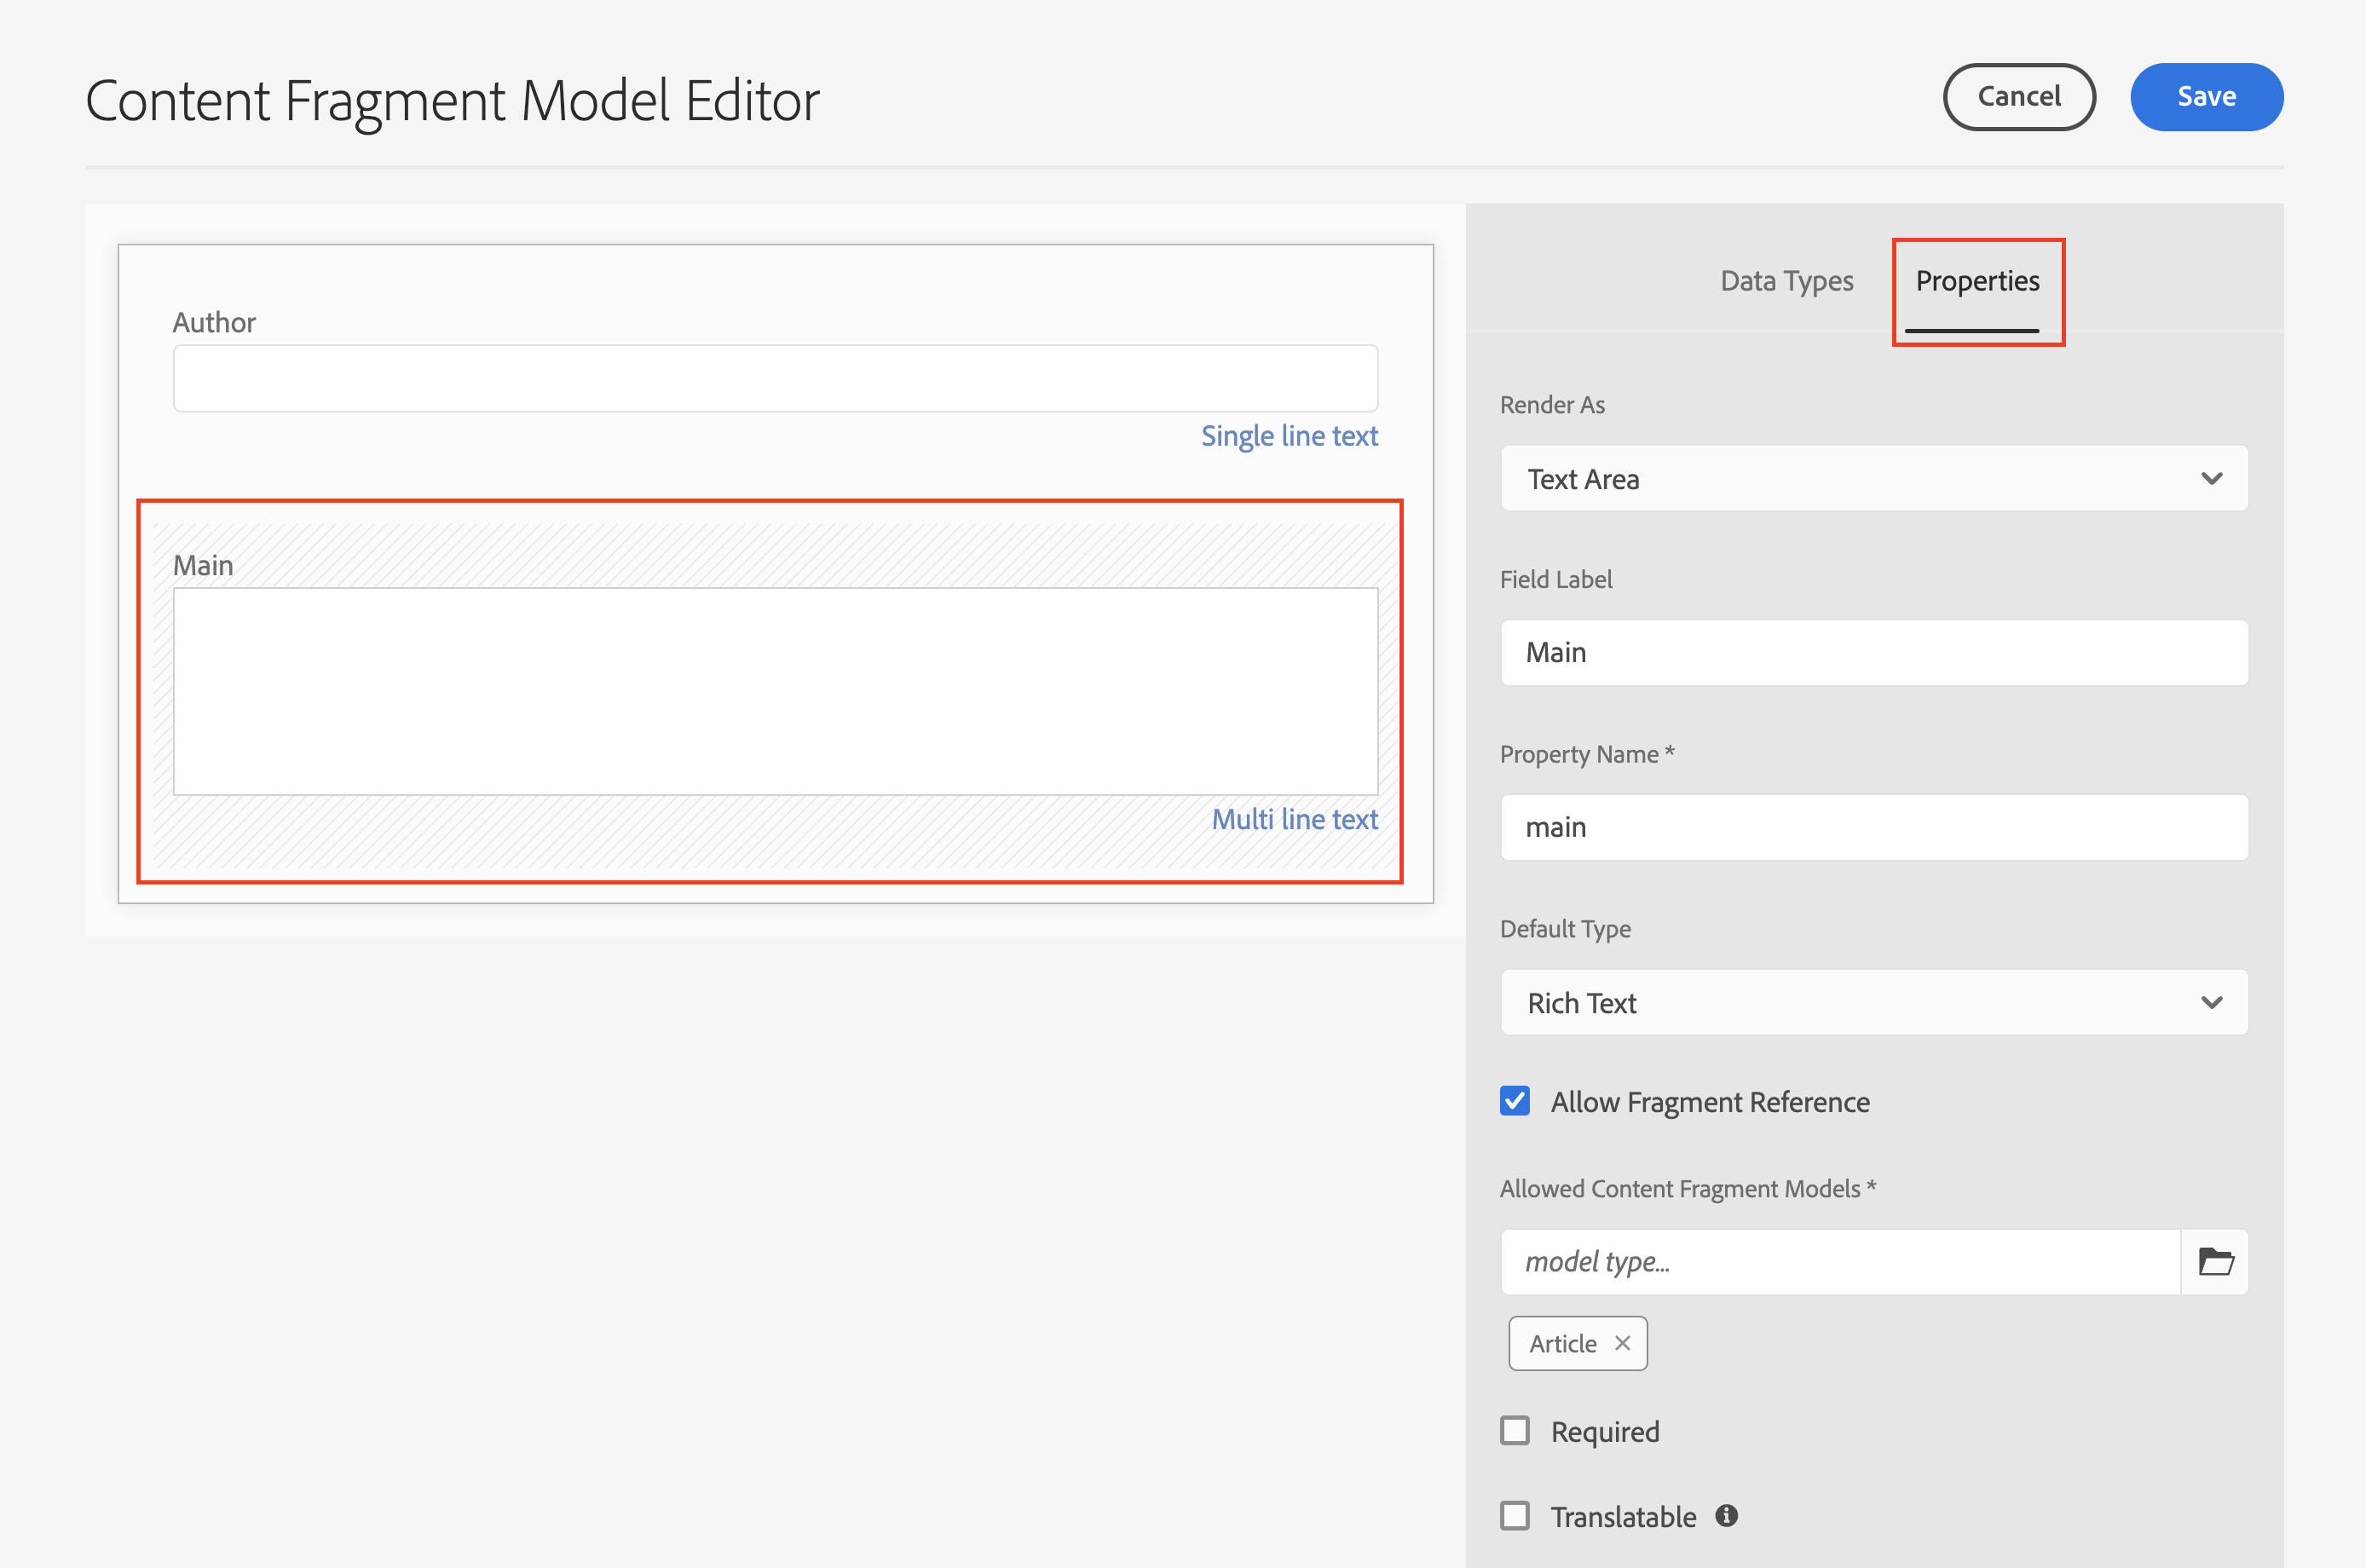 Content Fragment Model Editor
Cancel
Save
Author
Single line text
Main
Multi line text
Data Types
Properties
Render As
Text Area
Field Label
Main
Property Name *
main
Default Type
Rich Text
Allow Fragment Reference
Allowed Content Fragment Models *
model type...
Article
Required
Translatable